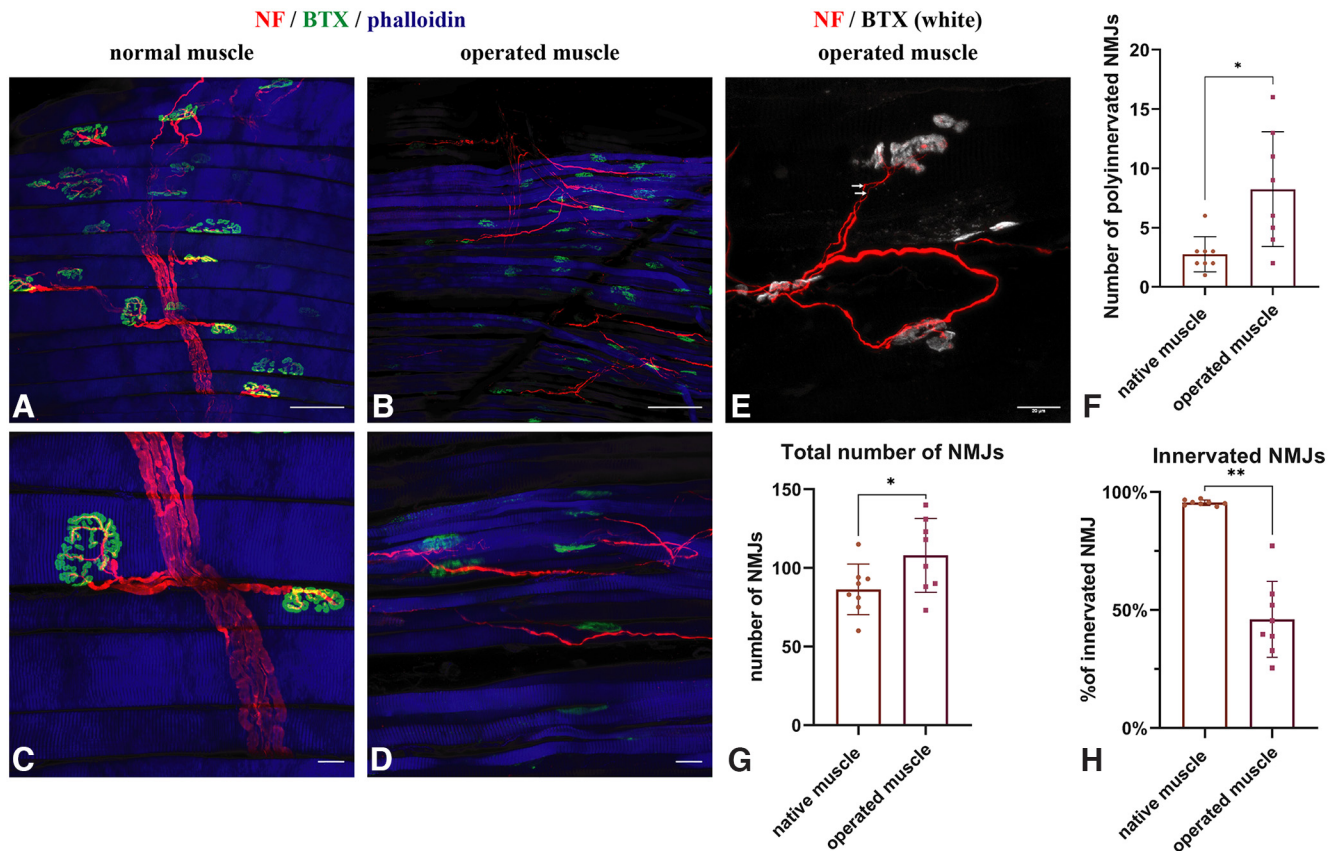 NF / BTX / phalloidin
normal muscle
operated muscle
NF / BTX (white)
operated muscle
A
B
E
20 µm
C
D
Number of polyinnervated NMJs
20
15
10
5
0
*
native muscle
operated muscle
F
Total number of NMJs
number of NMJs
150
100
50
0
*
native muscle
operated muscle
G
Innervated NMJs
%of innervated NMJ
100%
50%
0%
**
native muscle
operated muscle
H